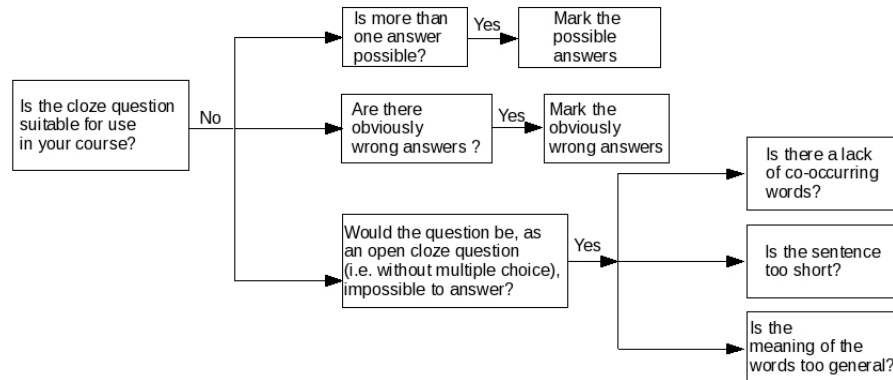 Is more than
one answer
possible?
Yes
Mark the
possible
answers
Is the cloze question
suitable for use
in your course?
No
Are there
obviously
wrong answers ?
Yes
Mark the
obviously
wrong answers
Would the question be, as
an open cloze question
(i.e. without multiple choice),
impossible to answer?
Yes
Is there a lack
of co-occurring
words?
Is the sentence
too short?
Is the
meaning of the
words too general?